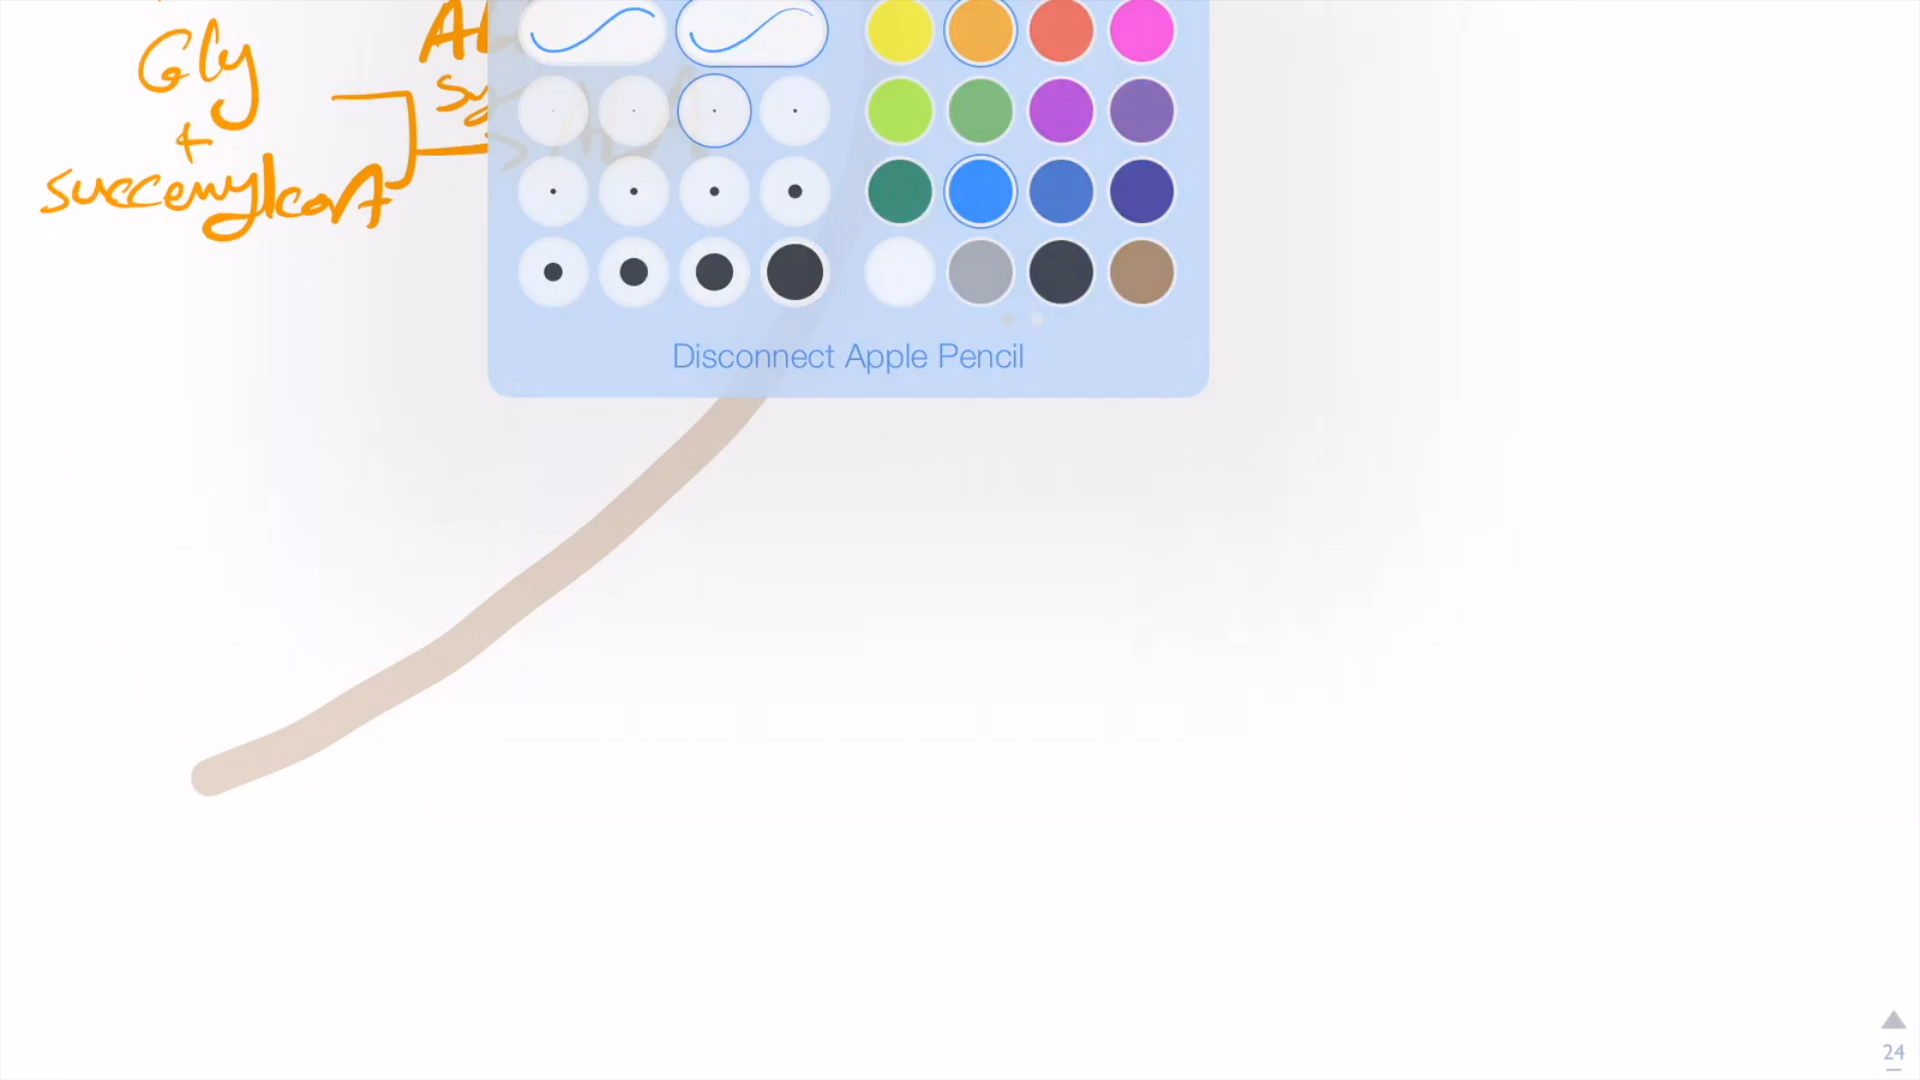 Gly
+
succenylcoA
Disconnect Apple Pencil
24